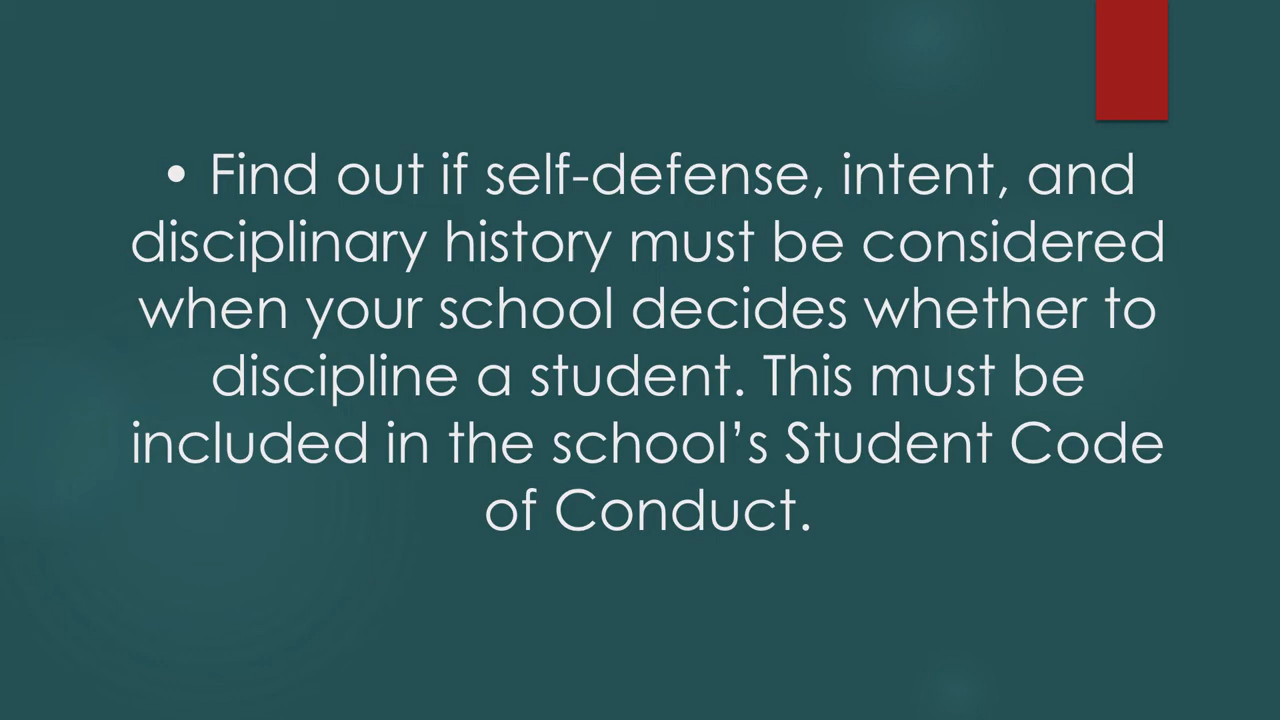 • Find out if self-defense, intent, and
disciplinary history must be considered
when your school decides whether to
discipline a student. This must be
included in the school’s Student Code
of Conduct.